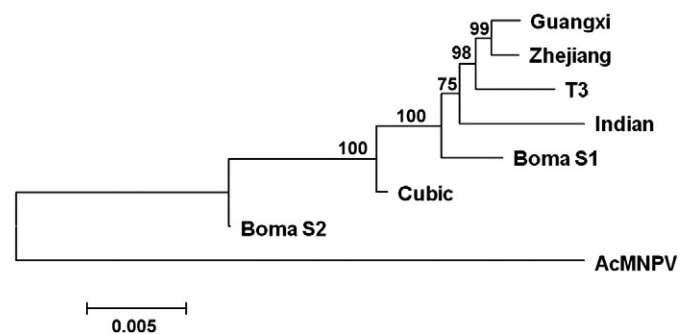 Guangxi
99
Zhejiang
98
T3
75
Indian
100
Boma S1
100
Cubic
Boma S2
AcMNPV
0.005